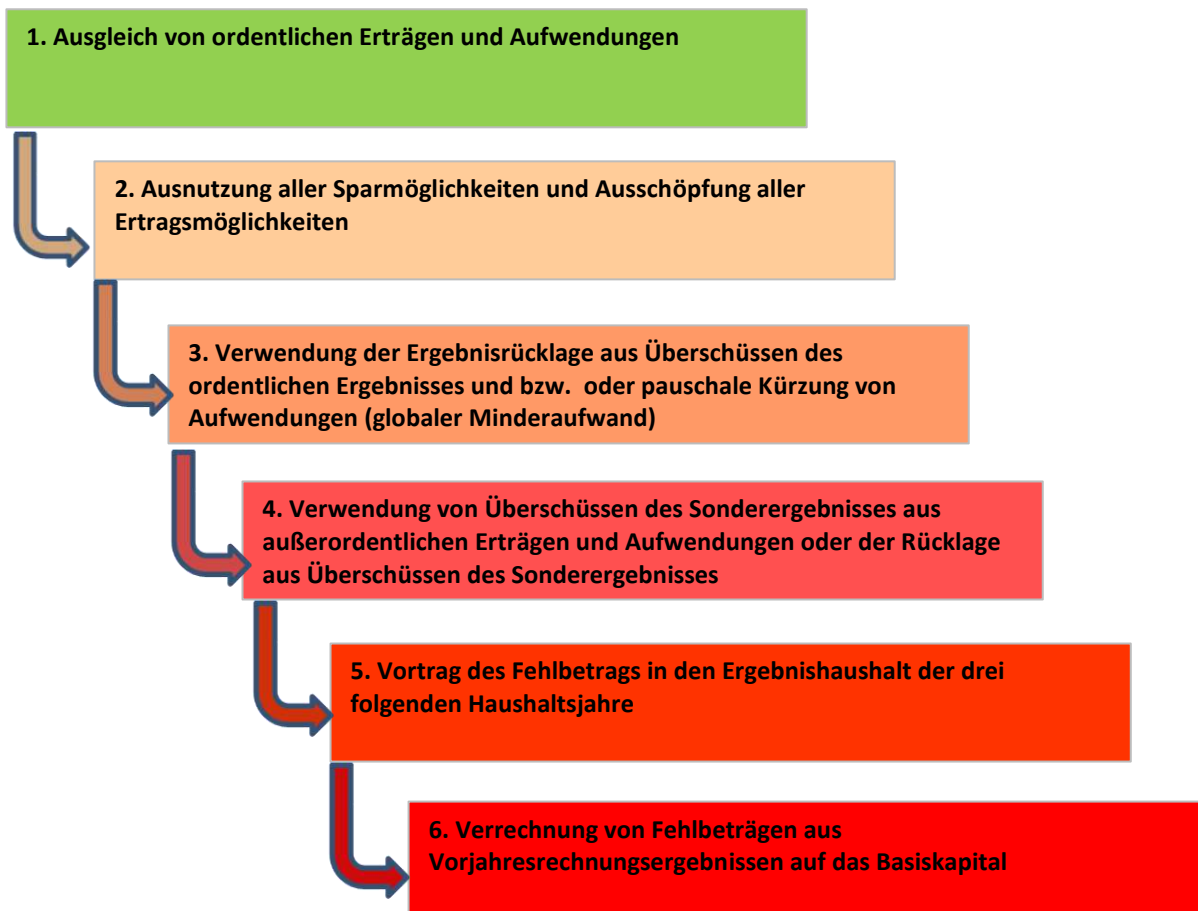 1. Ausgleich von ordentlichen Erträgen und Aufwendungen
2. Ausnutzung aller Sparmöglichkeiten und Ausschöpfung aller
Ertragsmöglichkeiten
3. Verwendung der Ergebnisrücklage aus Überschüssen des
ordentlichen Ergebnisses und bzw. oder pauschale Kürzung von
Aufwendungen (globaler Minderaufwand)
4. Verwendung von Überschüssen des Sonderergebnisses aus
außerordentlichen Erträgen und Aufwendungen oder der Rücklage
aus Überschüssen des Sonderergebnisses
5. Vortrag des Fehlbetrags in den Ergebnishaushalt der drei
folgenden Haushaltsjahre
6. Verrechnung von Fehlbeträgen aus
Vorjahresrechnungsergebnissen auf das Basiskapital